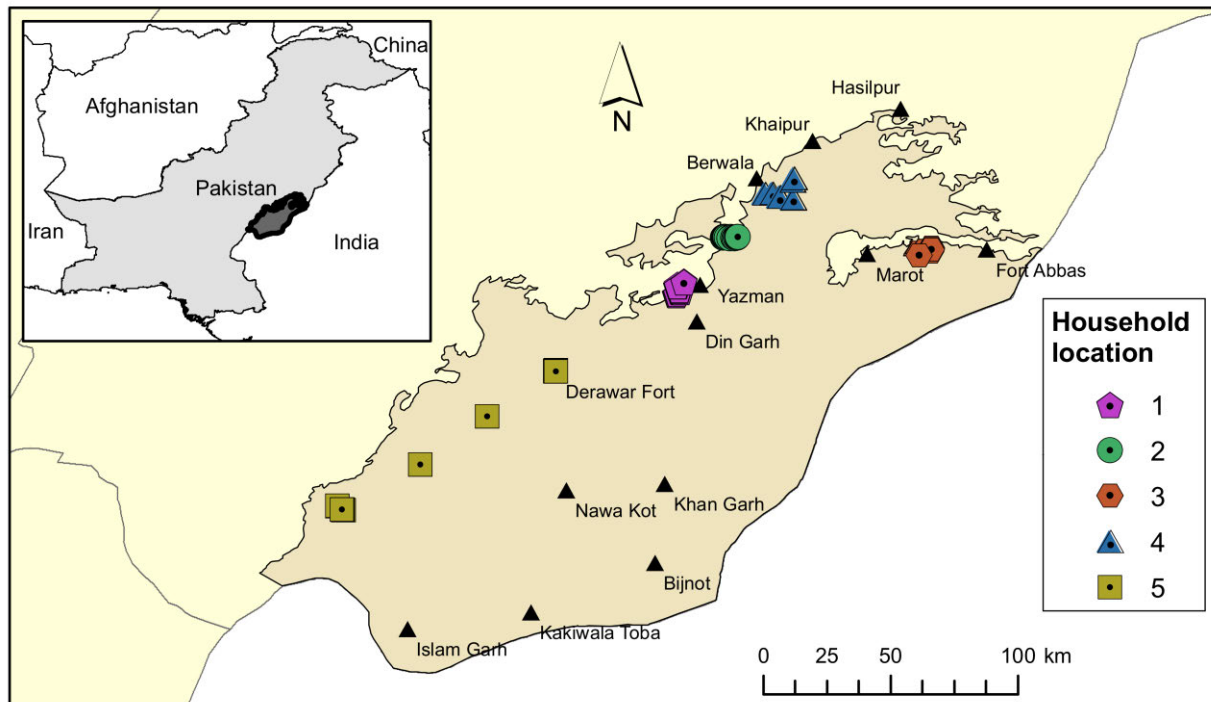 China
Afghanistan
Pakistan
Iran
India
N
Hasilpur
Khaipur
Berwala
Marot
Fort Abbas
Yazman
Din Garh
Derawar Fort
Nawa Kot
Khan Garh
Bijnot
Kakiwala Toba
Islam Garh
Household
location
1
2
3
4
5
0 25 50 100 km